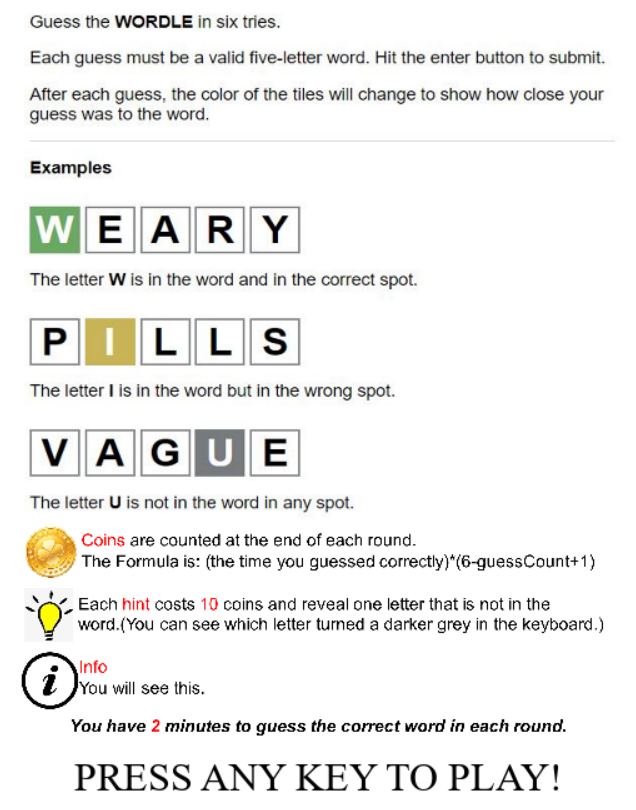 Guess the WORDLE in six tries.
Each guess must be a valid five-letter word. Hit the enter button to submit.
After each guess, the color of the tiles will change to show how close your
guess was to the word.
Examples
W E A R Y
The letter W is in the word and in the correct spot.
P I L L S
The letter I is in the word but in the wrong spot.
V A G U E
The letter U is not in the word in any spot.
Coins are counted at the end of each round.
The Formula is: (the time you guessed correctly)*(6-guessCount+1)
Each hint costs 10 coins and reveal one letter that is not in the
word.(You can see which letter turned a darker grey in the keyboard.)
i Info
You will see this.
You have 2 minutes to guess the correct word in each round.
PRESS ANY KEY TO PLAY!